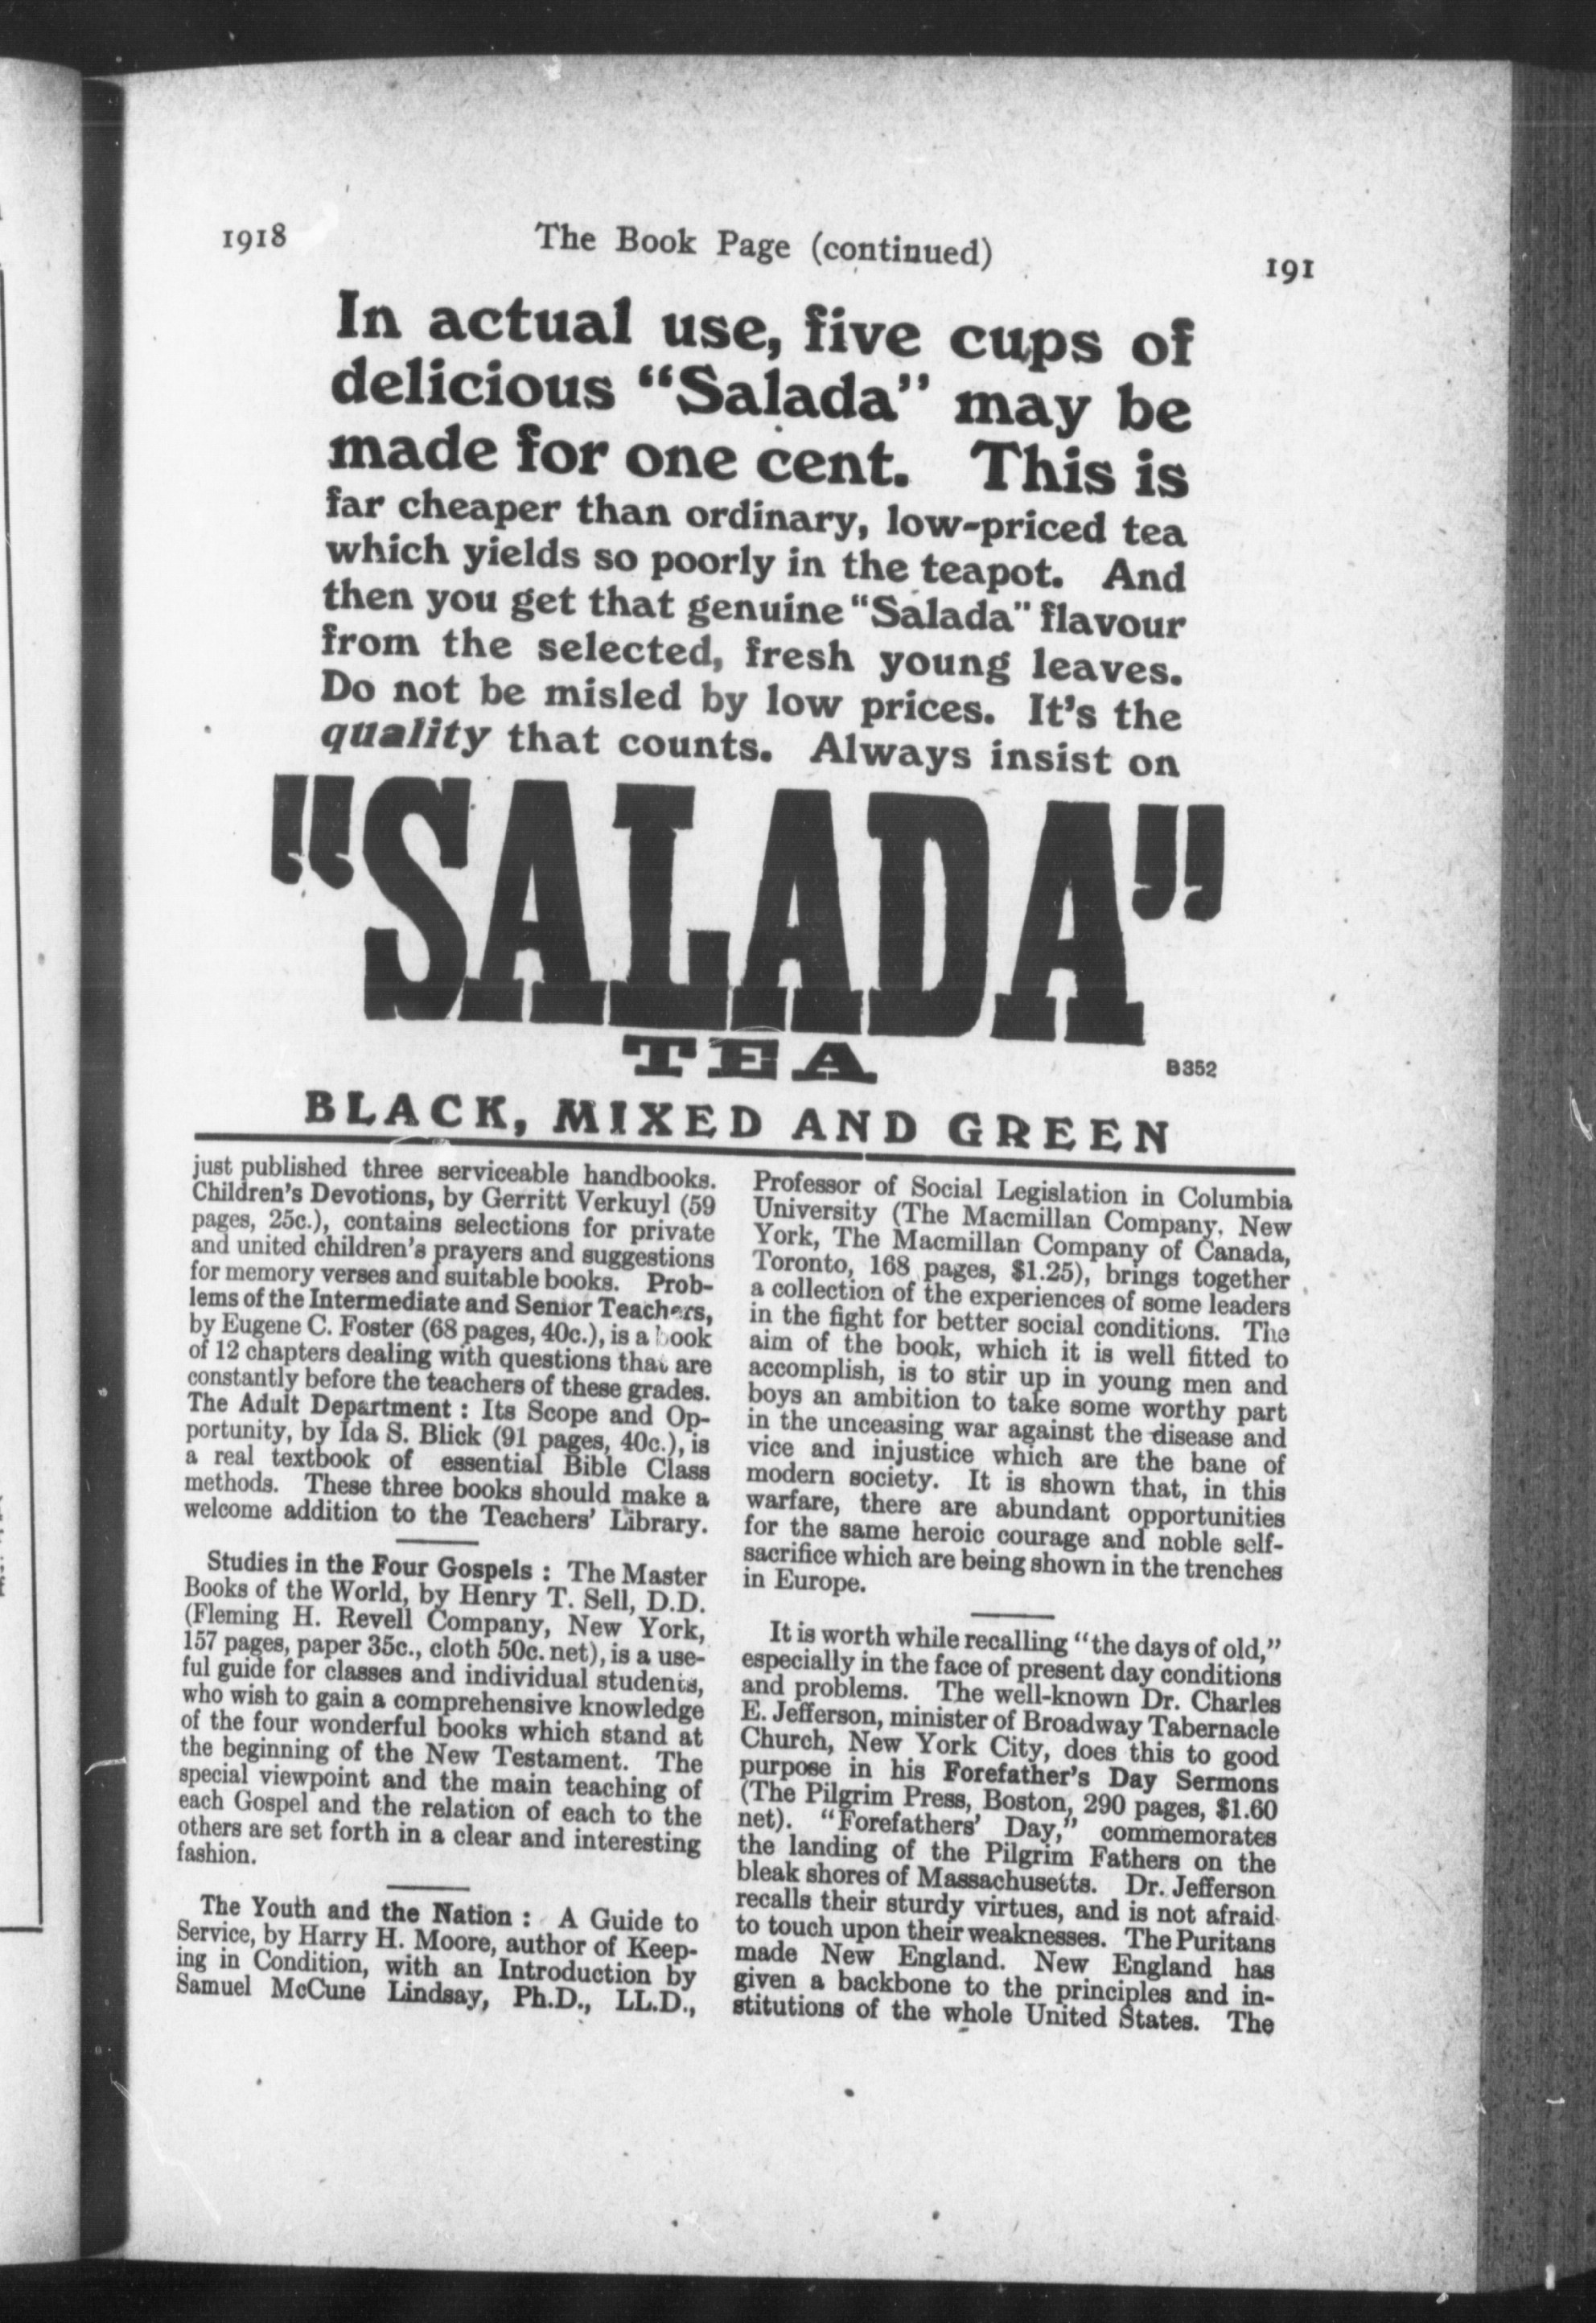 1918
The Book Page (continued)
191
In actual use, five cups of
delicious "Salada" may be
made for one cent. This is
far cheaper than ordinary, low-priced tea
which yields so poorly in the teapot. And
then you get that genuine "Salada" flavour
from the selected, fresh young leaves.
Do not be misled by low prices. It's the
quality that counts. Always insist on
"SALADA"
TEA
B352
BLACK, MIXED AND GREEN
just published three serviceable handbooks.
Children's Devotions, by Gerritt Verkuyl (59
pages, 25c.), contains selections for private
and united children's prayers and suggestions
for memory verses and suitable books. Prob-
lems of the Intermediate and Senior Teachers,
by Eugene C. Foster (68 pages, 40c.), is a book
of 12 chapters dealing with questions that are
constantly before the teachers of these grades.
The Adult Department : Its Scope and Op-
portunity, by Ida S. Blick (91 pages, 40c.), is
a real textbook of essential Bible Class
methods. These three books should make a
welcome addition to the Teachers' Library.
Studies in the Four Gospels : The Master
Books of the World, by Henry T. Sell, D.D.
(Fleming H. Revell Company, New York,
157 pages, paper 35c., cloth 50c. net), is a use-
ful guide for classes and individual students,
who wish to gain a comprehensive knowledge
of the four wonderful books which stand at
the beginning of the New Testament. The
special viewpoint and the main teaching of
each Gospel and the relation of each to the
others are set forth in a clear and interesting
fashion.
The Youth and the Nation : A Guide to
Service, by Harry H. Moore, author of Keep-
ing in Condition, with an Introduction by
Samuel McCune Lindsay, Ph.D., LL.D.,
Professor of Social Legislation in Columbia
University (The Macmillan Company, New
York, The Macmillan Company of Canada,
Toronto, 168 pages, $1.25), brings together
a collection of the experiences of some leaders
in the fight for better social conditions. The
aim of the book, which it is well fitted to
accomplish, is to stir up in young men and
boys an ambition to take some worthy part
in the unceasing war against the disease and
vice and injustice which are the bane of
modern society. It is shown that, in this
warfare, there are abundant opportunities
for the same heroic courage and noble self-
sacrifice which are being shown in the trenches
in Europe.
It is worth while recalling "the days of old,"
especially in the face of present day conditions
and problems. The well-known Dr. Charles
E. Jefferson, minister of Broadway Tabernacle
Church, New York City, does this to good
purpose in his Forefather's Day Sermons
(The Pilgrim Press, Boston, 290 pages, $1.60
net). "Forefathers' Day," commemorates
the landing of the Pilgrim Fathers on the
bleak shores of Massachusetts. Dr. Jefferson
recalls their sturdy virtues, and is not afraid
to touch upon their weaknesses. The Puritans
made New England. New England has
given a backbone to the principles and in-
stitutions of the whole United States. The